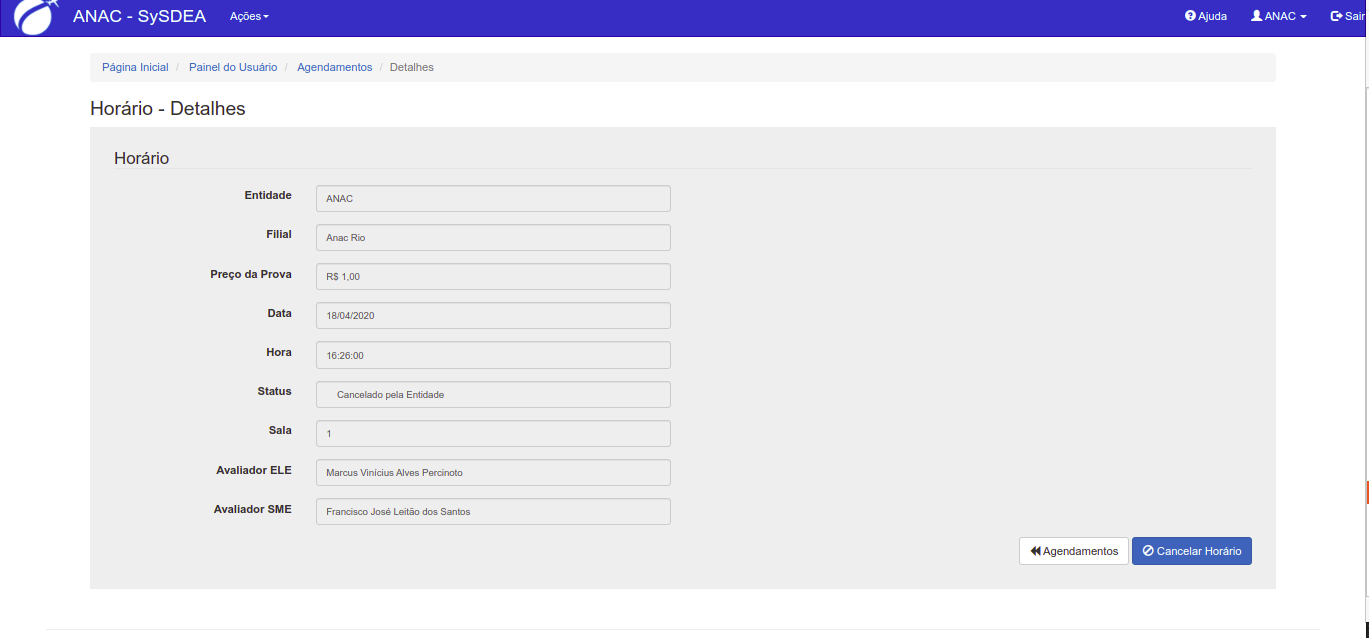 ANAC - SySDEA Ações Ajuda ANAC Sair
Página Inicial / Painel do Usuário / Agendamentos / Detalhes
Horário - Detalhes
Horário
Entidade ANAC
Filial Anac Rio
Preço da Prova R$ 1,00
Data 18/04/2020
Hora 16:26:00
Status Cancelado pela Entidade
Sala 1
Avaliador ELE Marcus Vinícius Alves Percinoto
Avaliador SME Francisco José Leitão dos Santos
Agendamentos Cancelar Horário